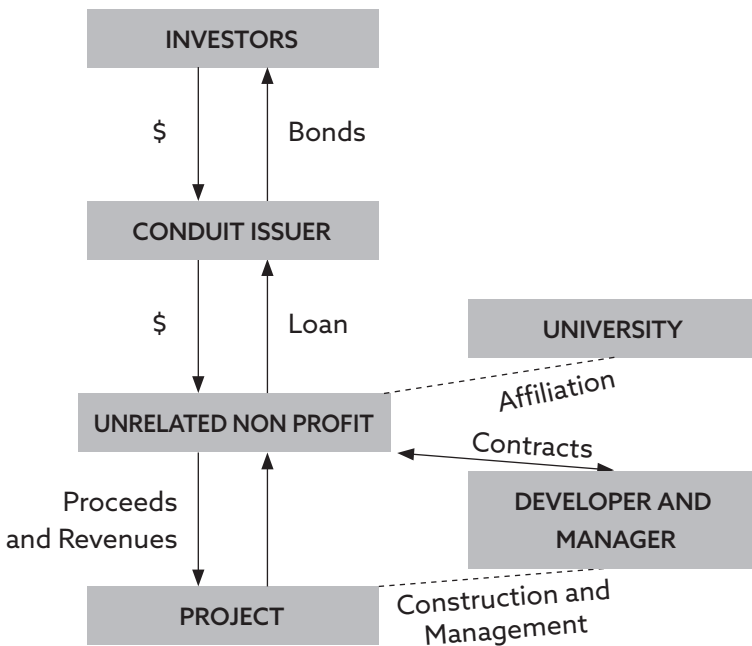 INVESTORS
$
Bonds
CONDUIT ISSUER
$
Loan
UNIVERSITY
Affiliation
UNRELATED NON PROFIT
Contracts
Proceeds
and Revenues
DEVELOPER AND
MANAGER
PROJECT
Construction and
Management